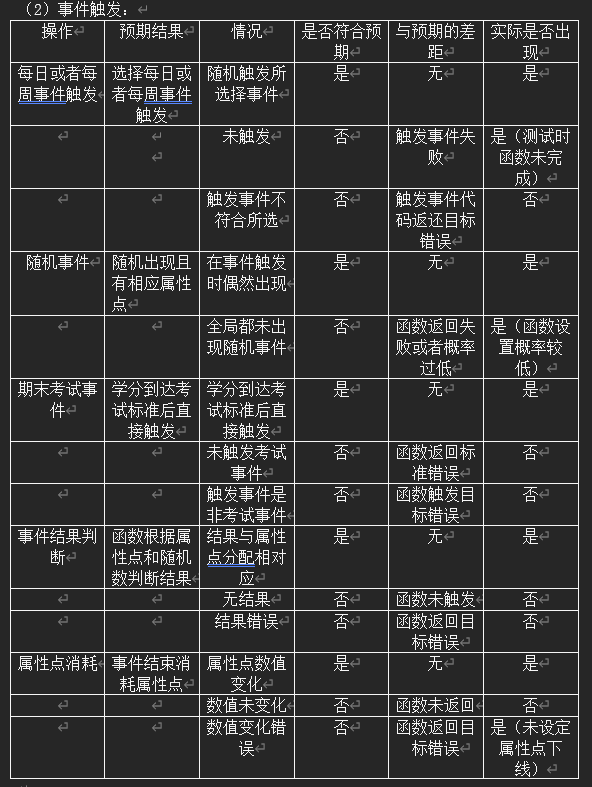 （2）事件触发：
操作 预期结果 情况 是否符合预期 与预期的差距 实际是否出现
每日或者每周事件触发 选择每日或者每周事件触发 随机触发所选择事件 是 无 是
未触发 否 触发事件失败 是（测试时函数未完成）
触发事件不符合所选 否 触发事件代码返还目标错误 否
随机事件 随机出现且有相应属性点 在事件触发时偶然出现 是 无 是
全局都未出现随机事件 否 函数返回失败或者概率过低 是（函数设置概率较低）
期末考试事件 学分到达考试标准后直接触发 学分到达考试标准后直接触发 是 无 是
未触发考试事件 否 函数返回标准错误 否
触发事件是非考试事件 否 函数触发目标错误 否
事件结果判断 函数根据属性点和随机数判断结果 结果与属性点分配相对应 是 无 是
无结果 否 函数未触发 否
结果错误 否 函数返回目标错误 否
属性点消耗 事件结束消耗属性点 属性点数值变化 是 无 是
数值未变化 否 函数未返回 否
数值变化错误 否 函数返回目标错误 是（未设定属性点下线）